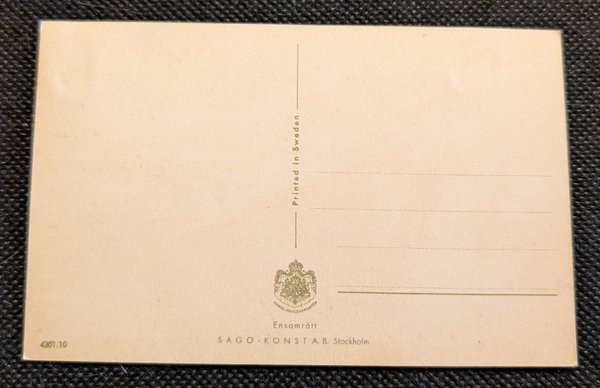 Printed in Sweden
Ensamrätt
SAGO-KONST A.B. Stockholm
4301/10